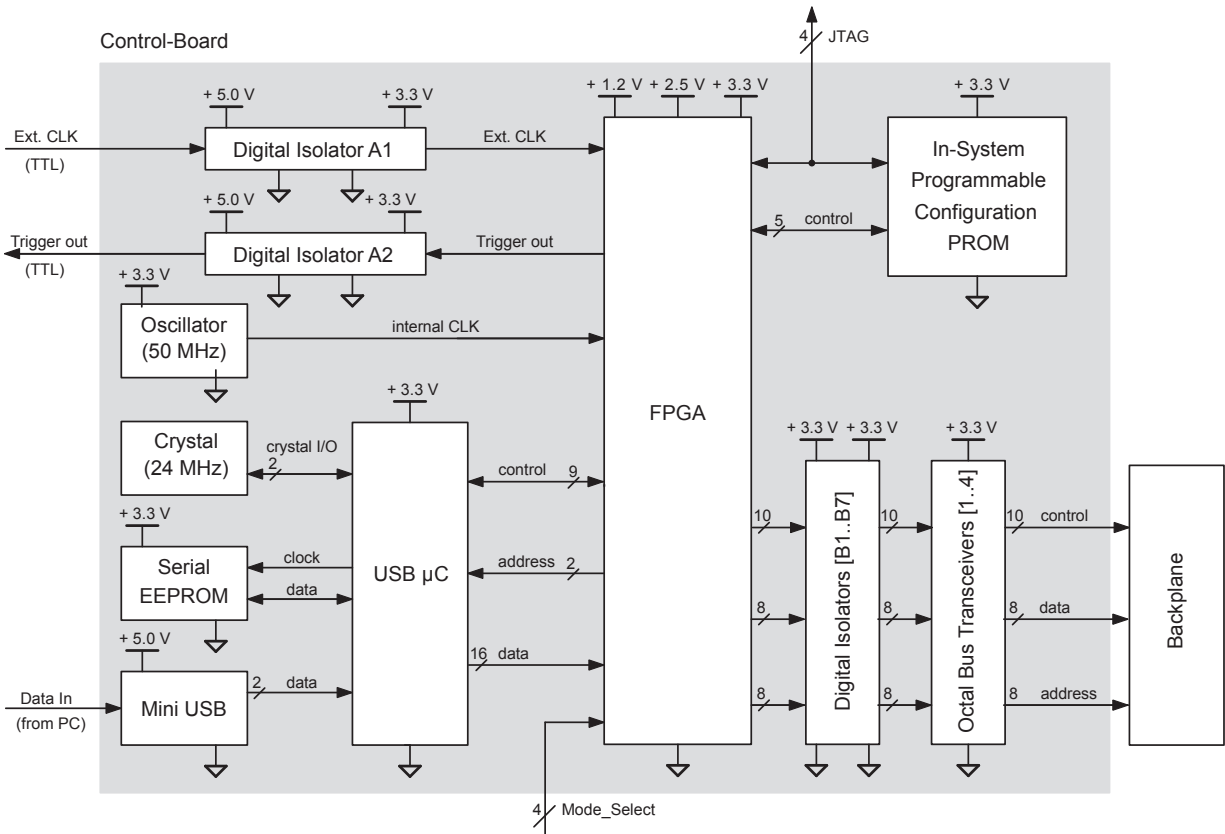 4 JTAG
Control-Board
+ 5.0 V
+ 3.3 V
+ 1.2 V
+ 2.5 V
+ 3.3 V
+ 3.3 V
Ext. CLK
(TTL)
Digital Isolator A1
Ext. CLK
In-System
Programmable
Configuration
PROM
5 control
+ 5.0 V
+ 3.3 V
Trigger out
(TTL)
Digital Isolator A2
Trigger out
+ 3.3 V
Oscillator
(50 MHz)
internal CLK
FPGA
+ 3.3 V
Crystal
(24 MHz)
crystal I/O
2
control 9
+ 3.3 V
Serial
EEPROM
clock
data
USB µC
address 2
+ 5.0 V
Data In
(from PC)
Mini USB
2 data
16 data
+ 3.3 V
+ 3.3 V
+ 3.3 V
Digital Isolators [B1..B7]
Octal Bus Transceivers [1..4]
Backplane
10
10
10 control
8
8
8 data
8
8
8 address
4 Mode_Select